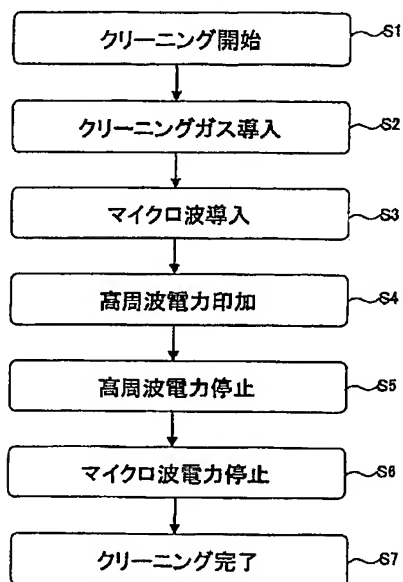 クリーニング開始 S1
クリーニングガス導入 S2
マイクロ波導入 S3
高周波電力印加 S4
高周波電力停止 S5
マイクロ波電力停止 S6
クリーニング完了 S7